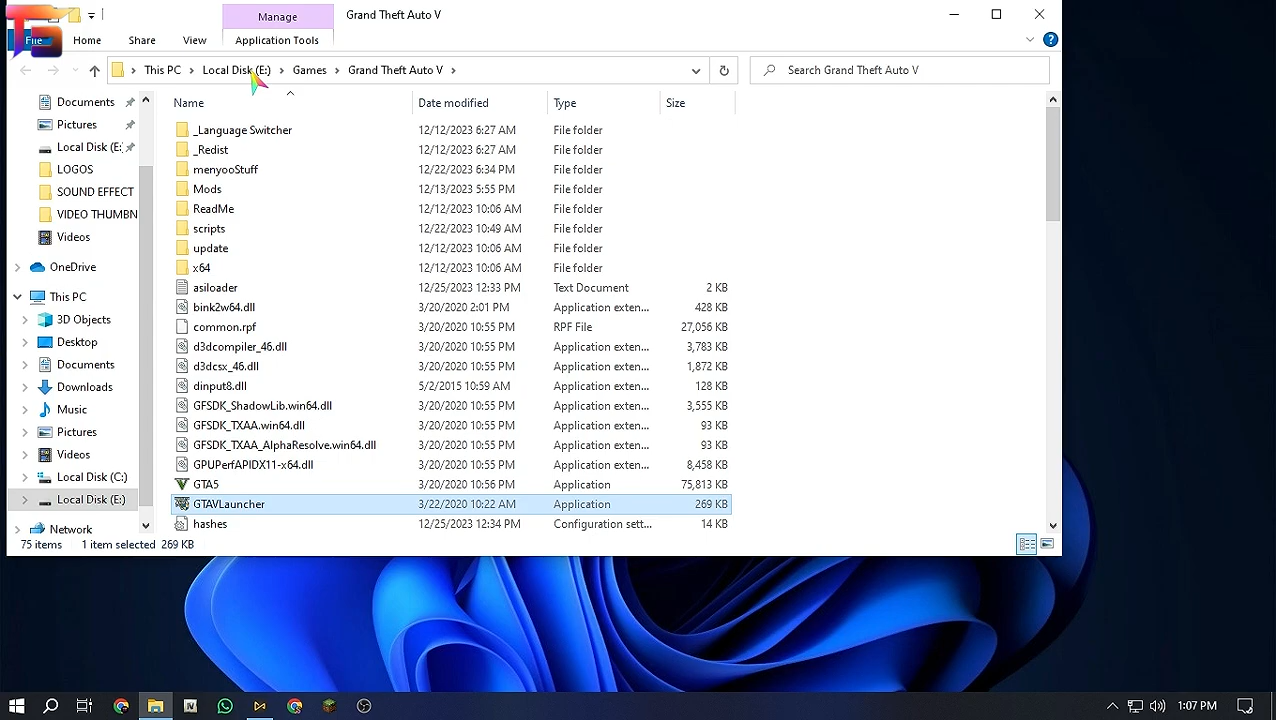 Manage
Grand Theft Auto V
File
Home
Share
View
Application Tools
This PC
Local Disk (E:)
Games
Grand Theft Auto V
Search Grand Theft Auto V
Name
Date modified
Type
Size
Documents
Pictures
Local Disk (E:
LOGOS
SOUND EFFECT
VIDEO THUMBN
Videos
OneDrive
This PC
3D Objects
Desktop
Documents
Downloads
Music
Pictures
Videos
Local Disk (C:)
Local Disk (E:)
Network
_Language Switcher 12/12/2023 6:27 AM File folder
_Redist 12/12/2023 6:27 AM File folder
menyooStuff 12/22/2023 6:34 PM File folder
Mods 12/13/2023 5:55 PM File folder
ReadMe 12/12/2023 10:06 AM File folder
scripts 12/22/2023 10:49 AM File folder
update 12/12/2023 10:06 AM File folder
x64 12/12/2023 10:06 AM File folder
asiloader 12/25/2023 12:33 PM Text Document 2 KB
bink2w64.dll 3/20/2020 2:01 PM Application exten... 428 KB
common.rpf 3/20/2020 10:55 PM RPF File 27,056 KB
d3dcompiler_46.dll 3/20/2020 10:55 PM Application exten... 3,783 KB
d3dcsx_46.dll 3/20/2020 10:55 PM Application exten... 1,872 KB
dinput8.dll 5/2/2015 10:59 AM Application exten... 128 KB
GFSDK_ShadowLib.win64.dll 3/20/2020 10:55 PM Application exten... 3,555 KB
GFSDK_TXAA.win64.dll 3/20/2020 10:55 PM Application exten... 93 KB
GFSDK_TXAA_AlphaResolve.win64.dll 3/20/2020 10:55 PM Application exten... 93 KB
GPUPerfAPIDX11-x64.dll 3/20/2020 10:55 PM Application exten... 8,458 KB
GTA5 3/20/2020 10:56 PM Application 75,813 KB
GTAVLauncher 3/22/2020 10:22 AM Application 269 KB
hashes 12/25/2023 12:34 PM Configuration sett... 14 KB
75 items 1 item selected 269 KB
1:07 PM